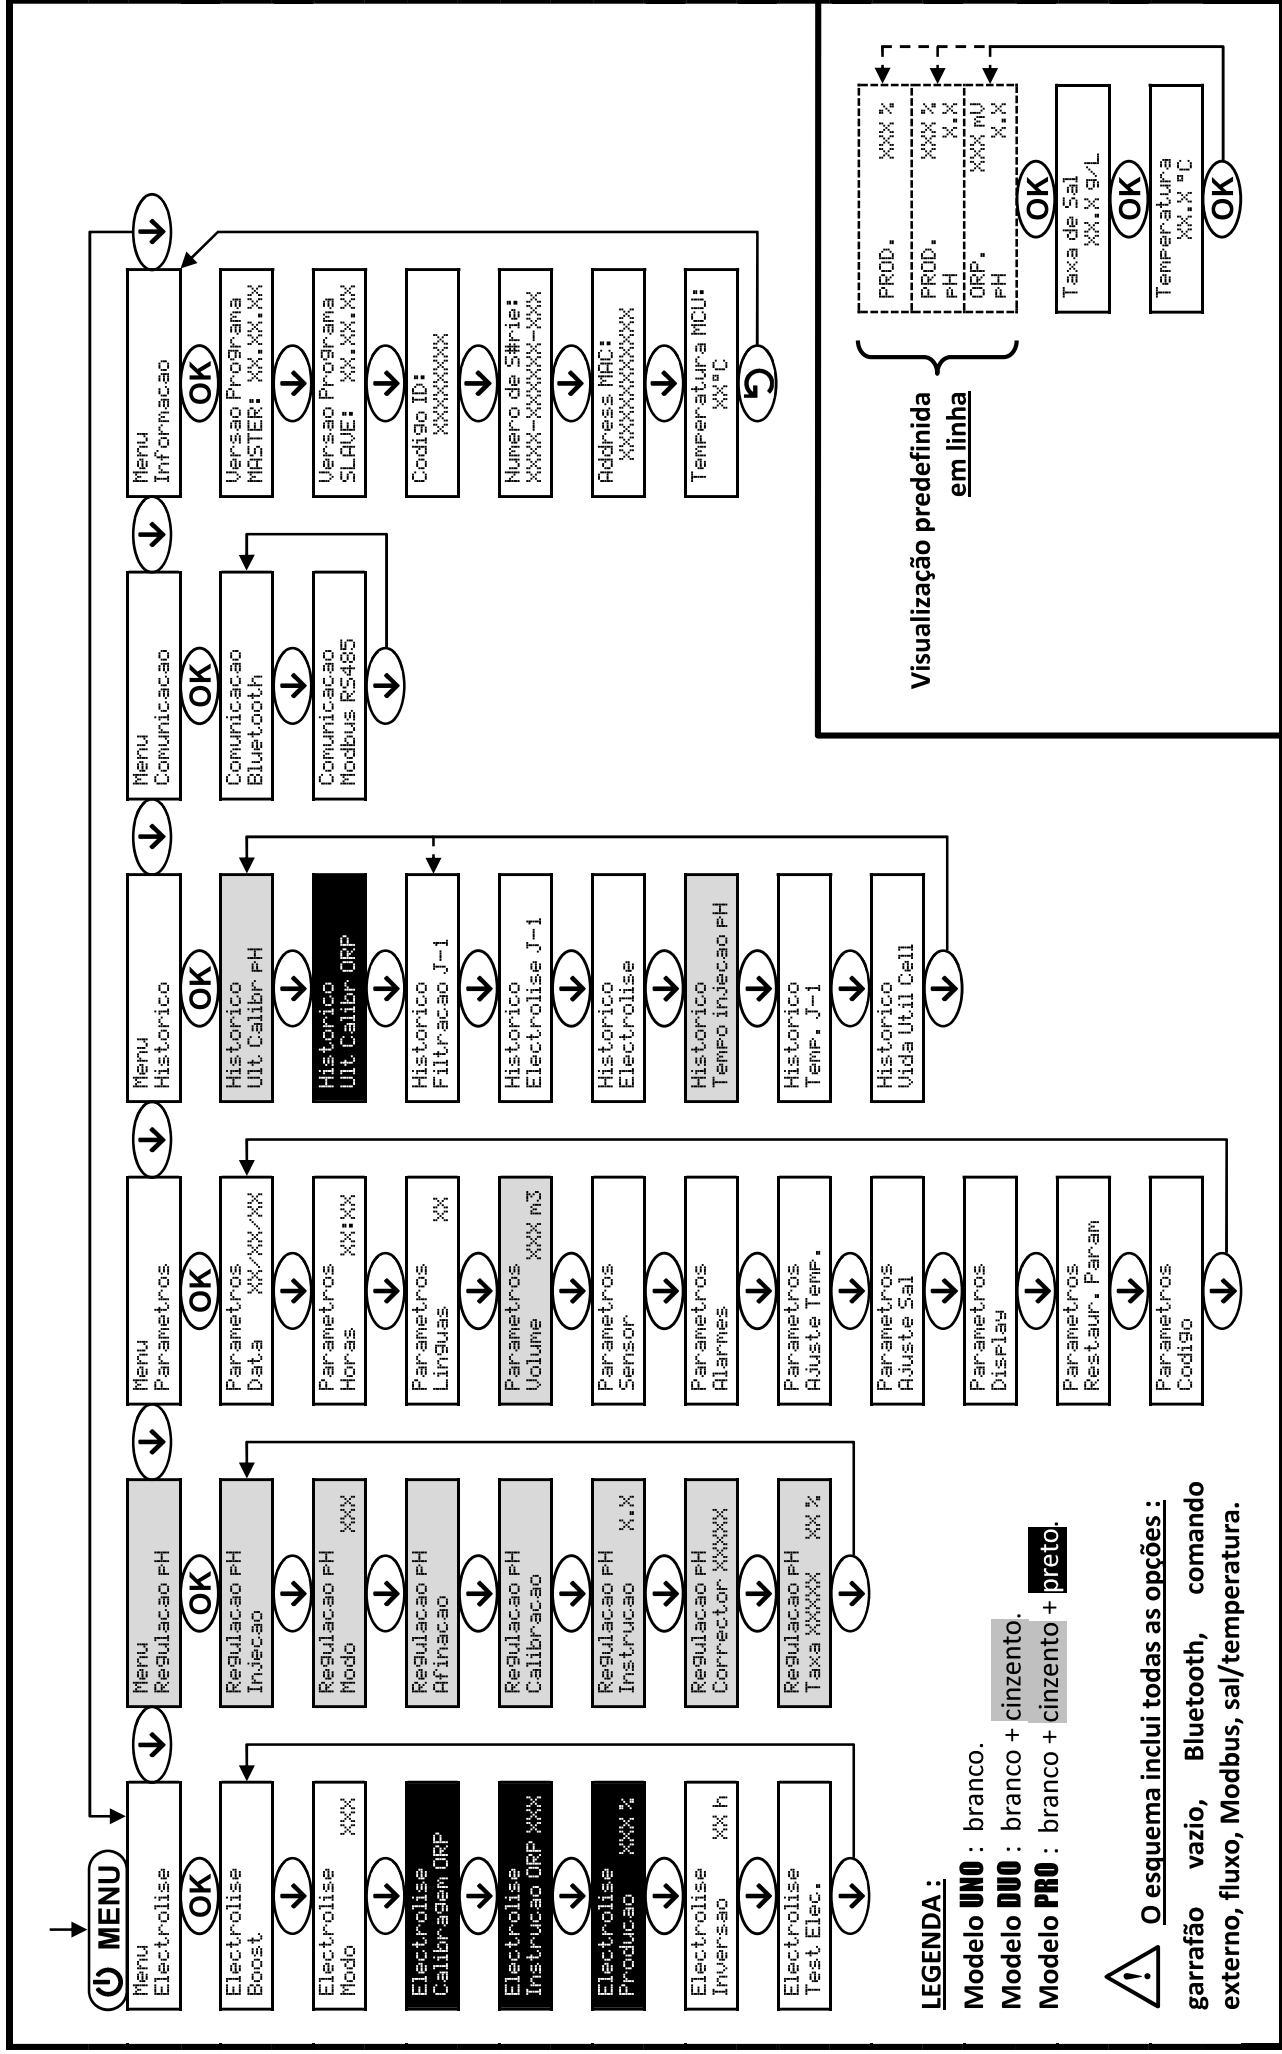 MENU
Menu
Electrolise
OK
Electrolise
Boost
Electrolise
Modo XXX
Electrolise
Calibragem ORP
Electrolise
Instrucao ORP XXX
Electrolise
Producao XXX %
Electrolise
Inversao XX h
Electrolise
Test Elec.
Menu
Regulacao pH
OK
Regulacao pH
Injecao
Regulacao pH
Modo XXX
Regulacao pH
Afinacao
Regulacao pH
Calibracao
Regulacao pH
Instrucao X.X
Regulacao pH
Corrector XXXXX
Regulacao pH
Taxa XXXXX XX %
Menu
Parametros
OK
Parametros
Data XX/XX/XX
Parametros
Horas XX:XX
Parametros
Linguas XX
Parametros
Volume XXX m3
Parametros
Sensor
Parametros
Alarmes
Parametros
Ajuste Temp.
Parametros
Ajuste Sal
Parametros
Display
Parametros
Restaur. Param
Parametros
Codigo
Menu
Historico
OK
Historico
Ult Calibr pH
Historico
Ult Calibr ORP
Historico
Filtracao J-1
Historico
Electrolise J-1
Historico
Electrolise
Historico
Tempo injecao pH
Historico
Temp. J-1
Historico
Vida Util Cell
Menu
Comunicacao
OK
Comunicacao
Bluetooth
Comunicacao
Modbus RS485
Menu
Informacao
OK
Versao Programa
MASTER: XX.XX.XX
Versao Programa
SLAVE: XX.XX.XX
Codigo ID:
XXXXXXXX
Numero de S#rie:
XXXX-XXXXXX-XXX
Address MAC:
XXXXXXXXXXXX
Temperatura MCU:
XX°C
LEGENDA :
Modelo UNO : branco.
Modelo DUO : branco + cinzento.
Modelo PRO : branco + cinzento + preto.
O esquema inclui todas as opções :
garrafão vazio, Bluetooth, comando
externo, fluxo, Modbus, sal/temperatura.
Visualização predefinida
em linha
PROD. XXX %
PROD. XXX %
pH X.X
ORP. XXX mV
pH X.X
OK
Taxa de Sal
XX.X g/L
OK
Temperatura
XX.X °C
OK